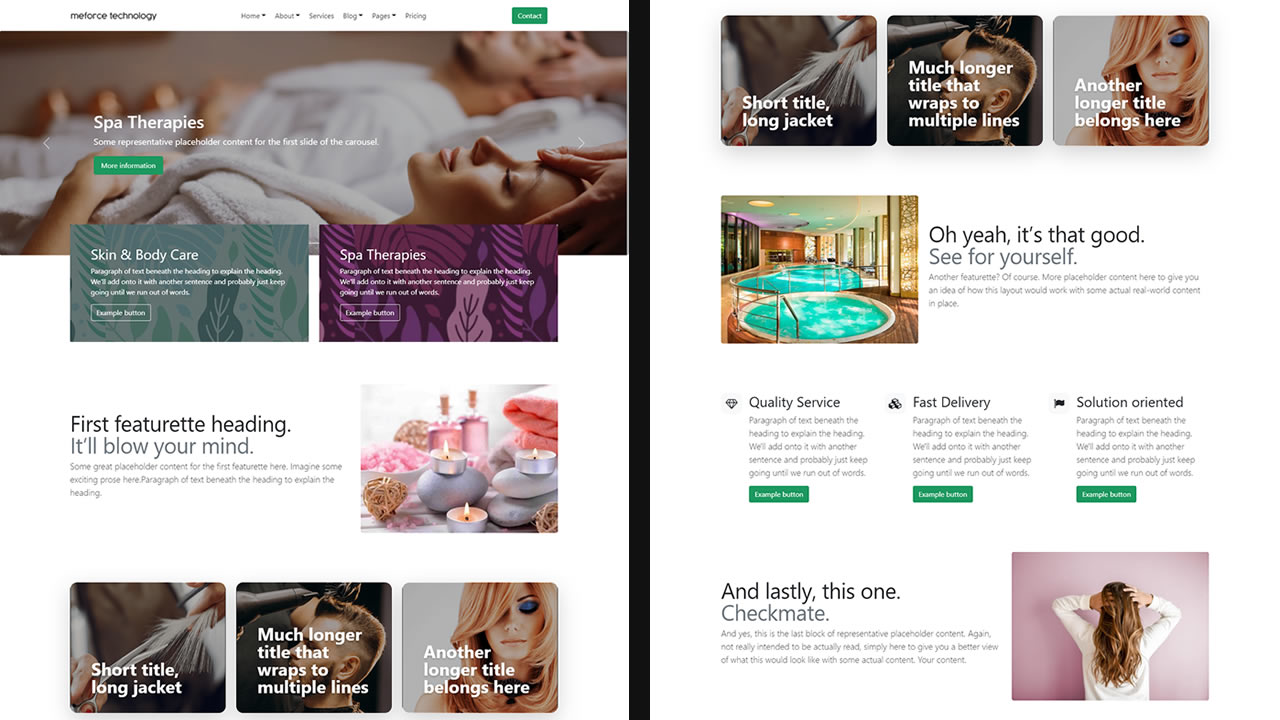 meforce technology
Home About Services Blog Pages Pricing
Contact
Spa Therapies
Some representative placeholder content for the first slide of the carousel.
More information
Skin & Body Care
Paragraph of text beneath the heading to explain the heading.
We'll add onto it with another sentence and probably just keep
going until we run out of words.
Example button
Spa Therapies
Paragraph of text beneath the heading to explain the heading.
We'll add onto it with another sentence and probably just keep
going until we run out of words.
Example button
First featurette heading.
It'll blow your mind.
Some great placeholder content for the first featurette here. Imagine some
exciting prose here.Paragraph of text beneath the heading to explain the
heading.
Short title,
long jacket
Much longer
title that
wraps to
multiple lines
Another
longer title
belongs here
Short title,
long jacket
Much longer
title that
wraps to
multiple lines
Another
longer title
belongs here
Oh yeah, it's that good.
See for yourself.
Another featurette? Of course. More placeholder content here to give you
an idea of how this layout would work with some actual real-world content
in place.
Quality Service
Paragraph of text beneath the
heading to explain the heading.
We'll add onto it with another
sentence and probably just keep
going until we run out of words.
Example button
Fast Delivery
Paragraph of text beneath the
heading to explain the heading.
We'll add onto it with another
sentence and probably just keep
going until we run out of words.
Example button
Solution oriented
Paragraph of text beneath the
heading to explain the heading.
We'll add onto it with another
sentence and probably just keep
going until we run out of words.
Example button
And lastly, this one.
Checkmate.
And yes, this is the last block of representative placeholder content. Again,
not really intended to be actually read, simply here to give you a better view
of what this would look like with some actual content. Your content.